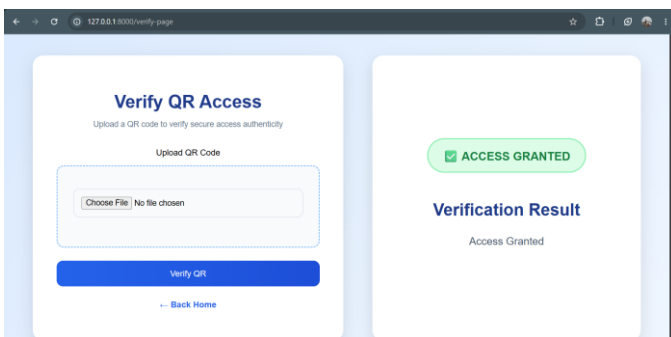 127.0.0.1:8000/verify-page
Verify QR Access
Upload a QR code to verify secure access authenticity
Upload QR Code
Choose File No file chosen
Verify QR
← Back Home
✅ ACCESS GRANTED
Verification Result
Access Granted